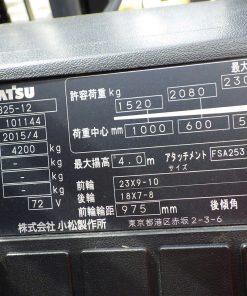 ATSU
B25-12
101144
2015/4
4200 kg
- kg
- kg
- kg
72 V
最大
許容荷重 kg
1520 2080 230
荷重中心 mm 1000 600 5
最大揚高 4.0 m アタッチメント サイズ FSA253
前輪 23X9-10
後輪 18X7-8
前輪輪距 975 mm 後傾角
株式会社 小松製作所
東京都港区赤坂2-3-6